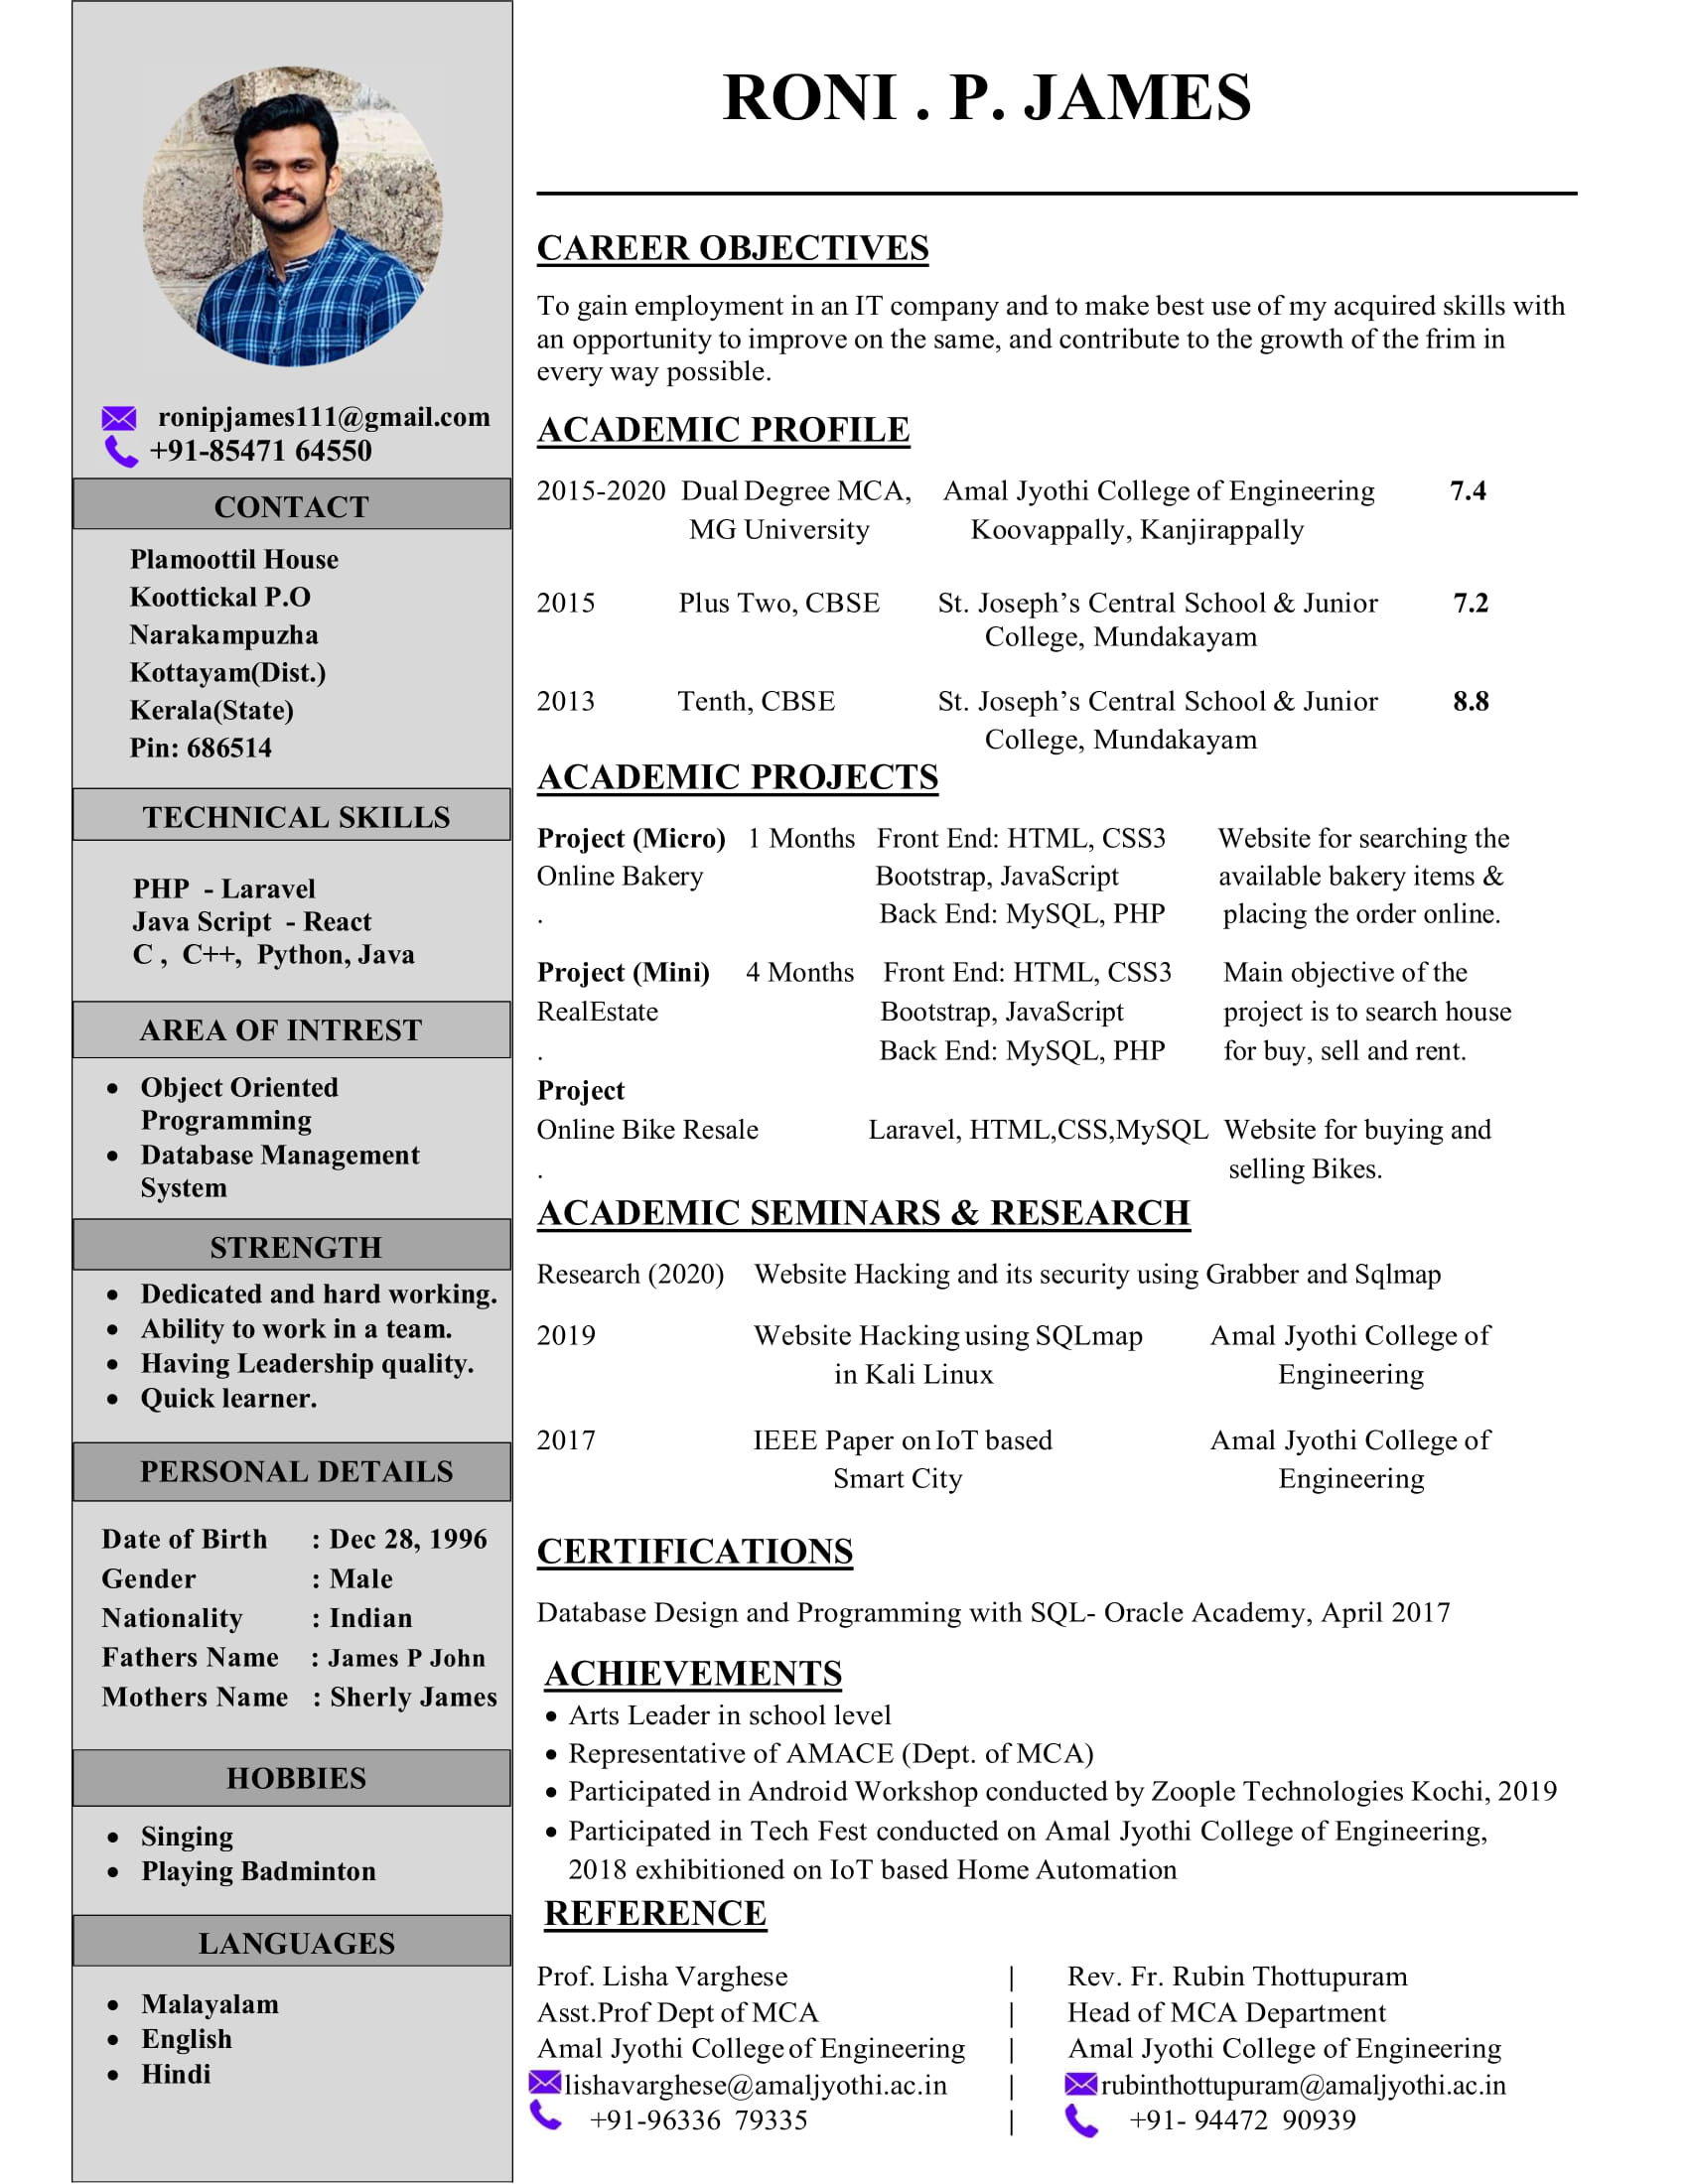 RONI . P. JAMES
ronipjames111@gmail.com
+91-85471 64550
CONTACT
Plamoottil House
Koottickal P.O
Narakampuzha
Kottayam(Dist.)
Kerala(State)
Pin: 686514
TECHNICAL SKILLS
PHP - Laravel
Java Script - React
C , C++, Python, Java
AREA OF INTREST
• Object Oriented
Programming
• Database Management
System
STRENGTH
• Dedicated and hard working.
• Ability to work in a team.
• Having Leadership quality.
• Quick learner.
PERSONAL DETAILS
Date of Birth : Dec 28, 1996
Gender : Male
Nationality : Indian
Fathers Name : James P John
Mothers Name : Sherly James
HOBBIES
• Singing
• Playing Badminton
LANGUAGES
• Malayalam
• English
• Hindi
CAREER OBJECTIVES
To gain employment in an IT company and to make best use of my acquired skills with
an opportunity to improve on the same, and contribute to the growth of the frim in
every way possible.
ACADEMIC PROFILE
2015-2020 Dual Degree MCA, Amal Jyothi College of Engineering 7.4
MG University Koovappally, Kanjirappally
2015 Plus Two, CBSE St. Joseph’s Central School & Junior 7.2
College, Mundakayam
2013 Tenth, CBSE St. Joseph’s Central School & Junior 8.8
College, Mundakayam
ACADEMIC PROJECTS
Project (Micro) 1 Months Front End: HTML, CSS3 Website for searching the
Online Bakery Bootstrap, JavaScript available bakery items &
. Back End: MySQL, PHP placing the order online.
Project (Mini) 4 Months Front End: HTML, CSS3 Main objective of the
RealEstate Bootstrap, JavaScript project is to search house
. Back End: MySQL, PHP for buy, sell and rent.
Project
Online Bike Resale Laravel, HTML,CSS,MySQL Website for buying and
. selling Bikes.
ACADEMIC SEMINARS & RESEARCH
Research (2020) Website Hacking and its security using Grabber and Sqlmap
2019 Website Hacking using SQLmap Amal Jyothi College of
in Kali Linux Engineering
2017 IEEE Paper on IoT based Amal Jyothi College of
Smart City Engineering
CERTIFICATIONS
Database Design and Programming with SQL- Oracle Academy, April 2017
ACHIEVEMENTS
• Arts Leader in school level
• Representative of AMACE (Dept. of MCA)
• Participated in Android Workshop conducted by Zoople Technologies Kochi, 2019
• Participated in Tech Fest conducted on Amal Jyothi College of Engineering,
2018 exhibitioned on IoT based Home Automation
REFERENCE
Prof. Lisha Varghese | Rev. Fr. Rubin Thottupuram
Asst.Prof Dept of MCA | Head of MCA Department
Amal Jyothi College of Engineering | Amal Jyothi College of Engineering
lishavarghese@amaljyothi.ac.in | rubinthottupuram@amaljyothi.ac.in
+91-96336 79335 | +91- 94472 90939